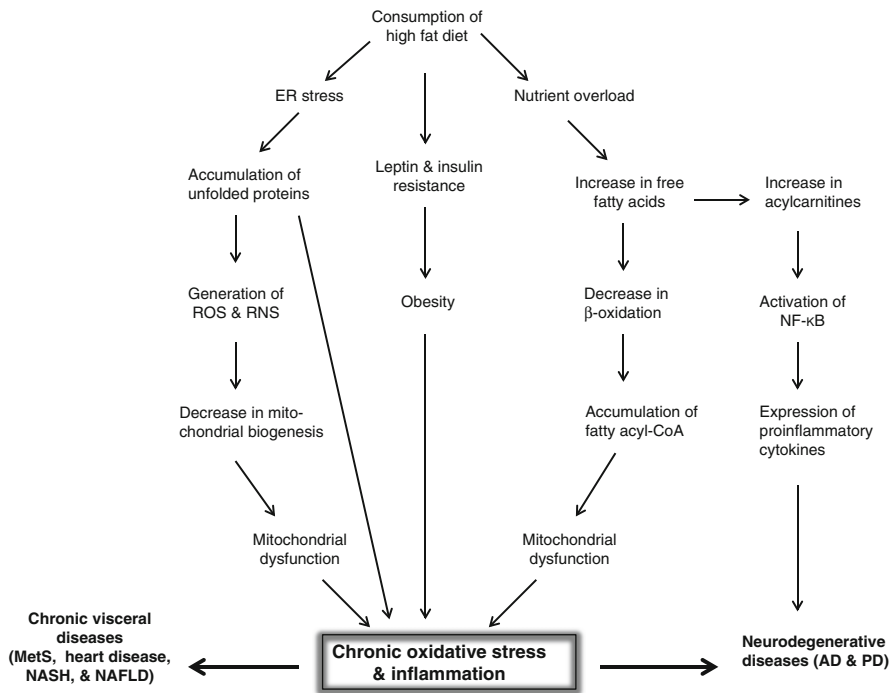 Consumption of
high fat diet
ER stress
Nutrient overload
Accumulation of
unfolded proteins
Leptin & insulin
resistance
Increase in free
fatty acids
Increase in
acylcarnitines
Generation of
ROS & RNS
Obesity
Decrease in
β-oxidation
Activation of
NF-κB
Decrease in mito-
chondrial biogenesis
Accumulation of
fatty acyl-CoA
Expression of
proinflammatory
cytokines
Mitochondrial
dysfunction
Mitochondrial
dysfunction
Chronic visceral
diseases
(MetS, heart disease,
NASH, & NAFLD)
Chronic oxidative stress
& inflammation
Neurodegenerative
diseases (AD & PD)